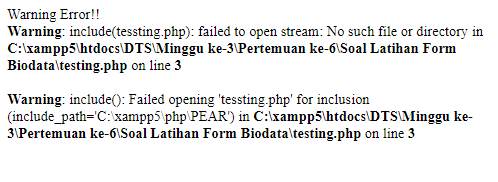 Warning Error!!
Warning: include(tessting.php): failed to open stream: No such file or directory in
C:\xampp5\htdocs\DTS\Minggu ke-3\Pertemuan ke-6\Soal Latihan Form
Biodata\testing.php on line 3
Warning: include(): Failed opening 'tessting.php' for inclusion
(include_path='C:\xampp5\php\PEAR') in C:\xampp5\htdocs\DTS\Minggu ke-
3\Pertemuan ke-6\Soal Latihan Form Biodata\testing.php on line 3